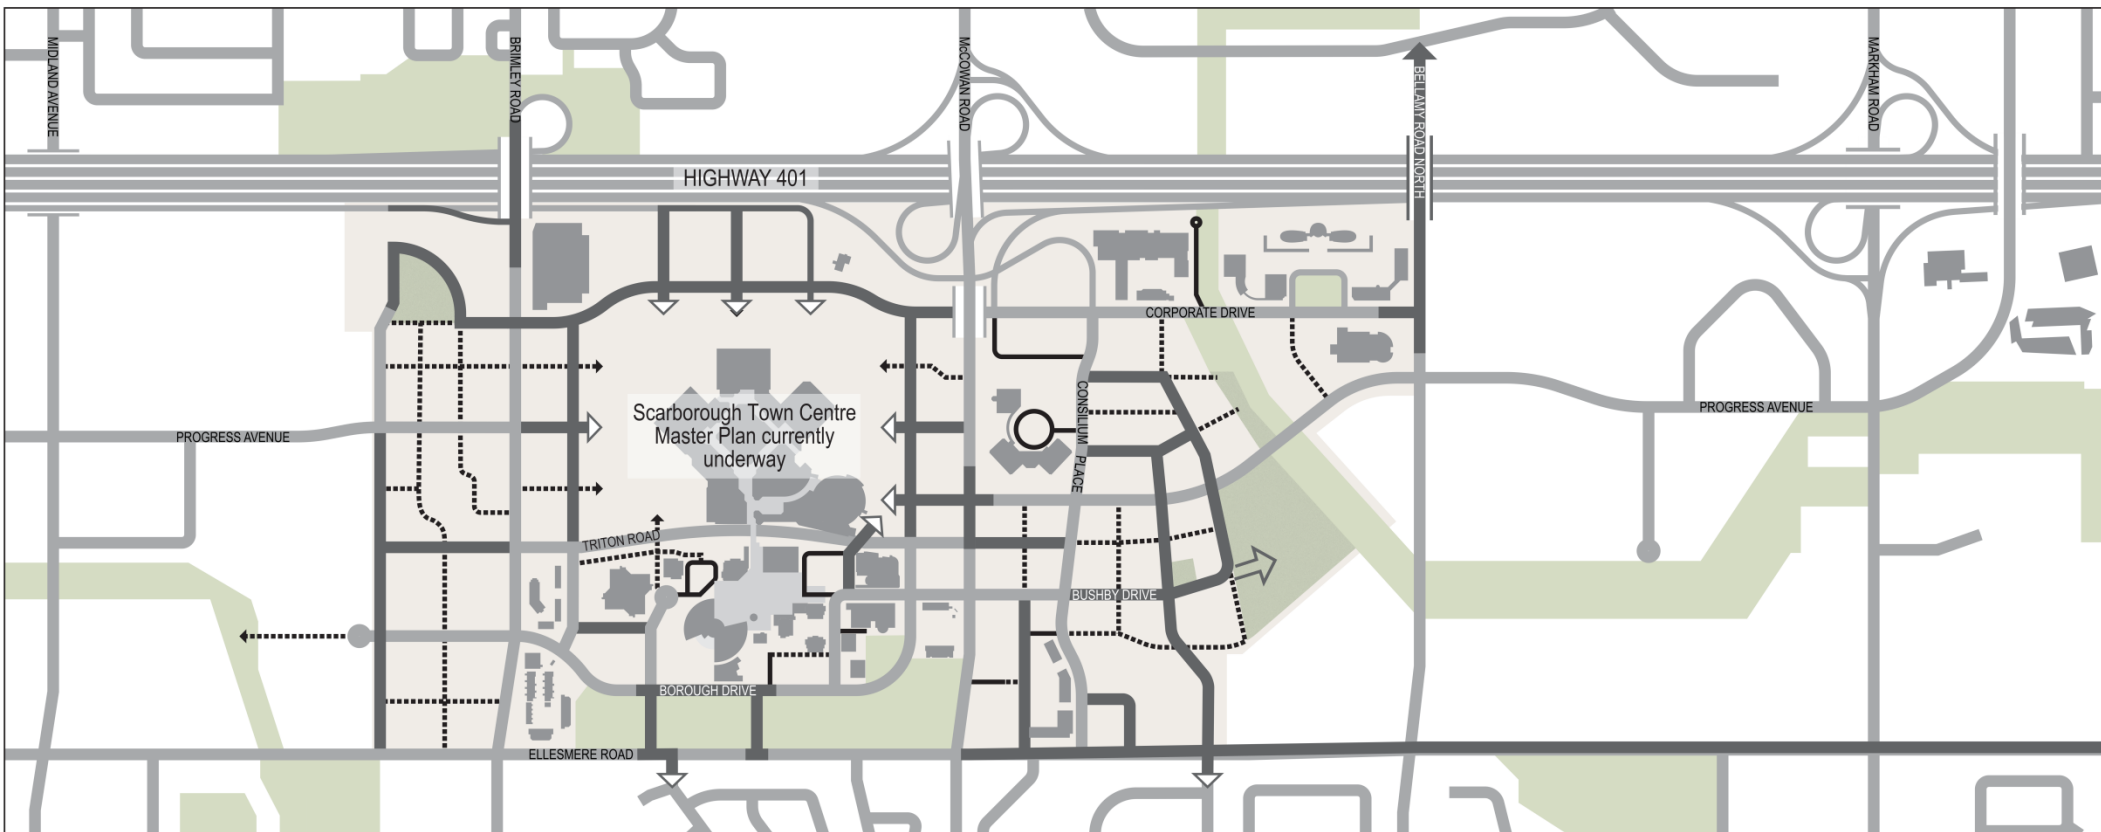 MIDLAND AVENUE
BRIMLEY ROAD
McCOWAN ROAD
BELLAMY ROAD NORTH
MARKHAM ROAD
HIGHWAY 401
CORPORATE DRIVE
Scarborough Town Centre
Master Plan currently
underway
CONSILIUM PLACE
PROGRESS AVENUE
PROGRESS AVENUE
TRITON ROAD
BUSHBY DRIVE
BOROUGH DRIVE
ELLESMERE ROAD